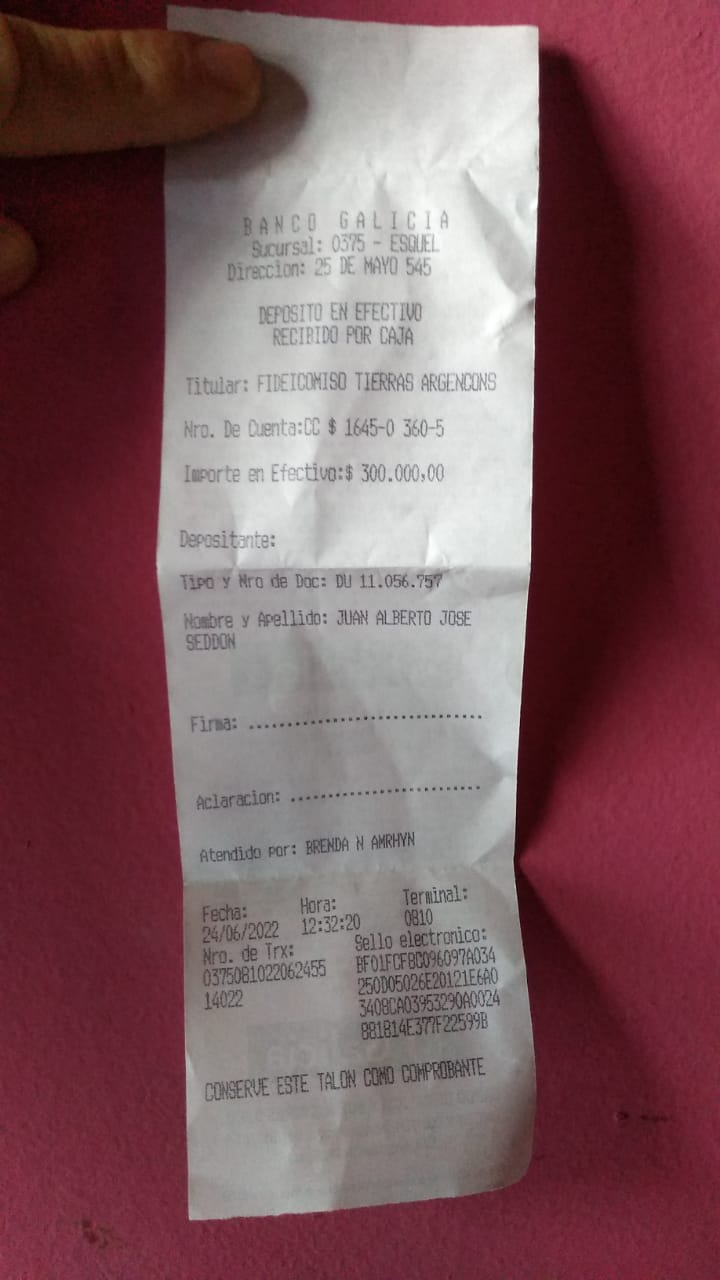 BANCO GALICIA
Sucursal: 0375 - ESQUEL
Direccion: 25 DE MAYO 545
DEPOSITO EN EFECTIVO
RECIBIDO POR CAJA
Titular: FIDEICOMISO TIERRAS ARGENCONS
Nro. De Cuenta:CC $ 1645-0 360-5
Importe en Efectivo:$ 300.000,00
Depositante:
Tipo y Nro de Doc: DU 11.056.757
Nombre y Apellido: JUAN ALBERTO JOSE
SEDDON
Firma: ..............................
Aclaracion: .........................
Atendido por: BRENDA N AMRHYN
Fecha: Hora: Terminal:
24/06/2022 12:32:20 0810
Nro. de Trx: Sello electronico:
0375081022062455 BF01FCFBC096097A034
14022 250D05026E20121E6A0
3408CA03953290A0024
881814E377F22599B
CONSERVE ESTE TALON COMO COMPROBANTE